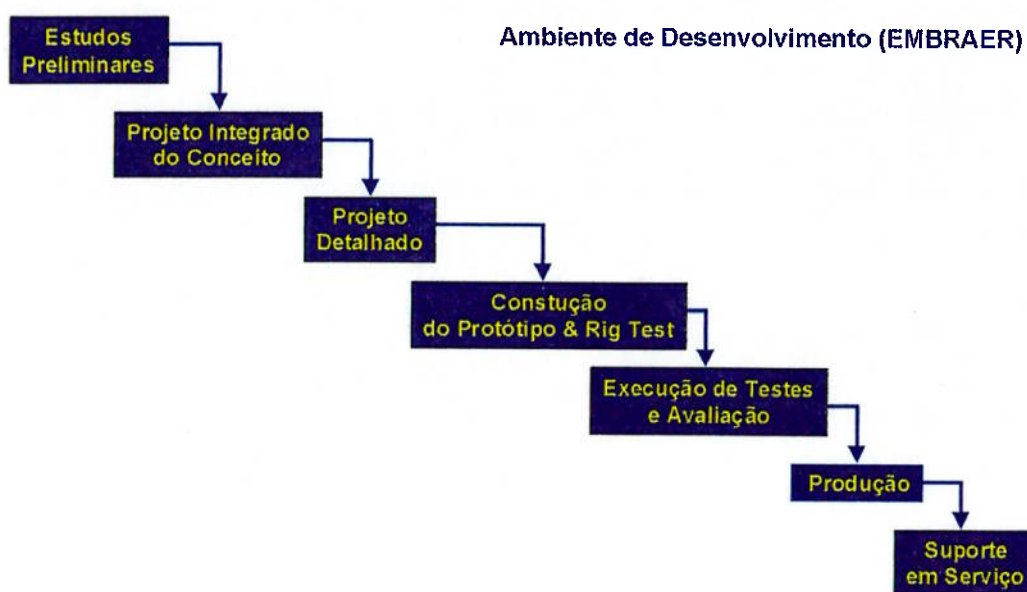 Ambiente de Desenvolvimento (EMBRAER)
Estudos
Preliminares
Projeto Integrado
do Conceito
Projeto
Detalhado
Constução
do Protótipo & Rig Test
Execução de Testes
e Avaliação
Produção
Suporte
em Serviço